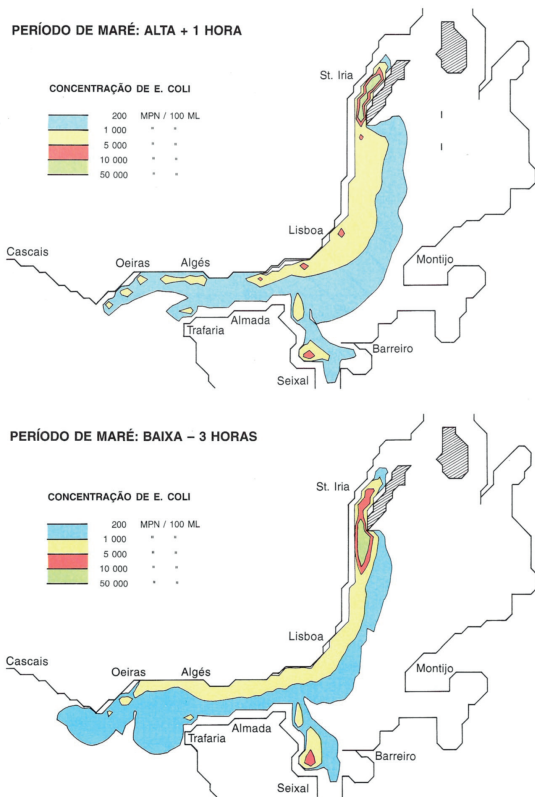 PERÍODO DE MARÉ: ALTA + 1 HORA
CONCENTRAÇÃO DE E. COLI
200 MPN / 100 ML
1 000 " "
5 000 " "
10 000 " "
50 000 " "
St. Iria
Lisboa
Cascais
Oeiras
Algés
Montijo
Trafaria
Almada
Barreiro
Seixal
PERÍODO DE MARÉ: BAIXA – 3 HORAS
CONCENTRAÇÃO DE E. COLI
200 MPN / 100 ML
1 000 " "
5 000 " "
10 000 " "
50 000 " "
St. Iria
Lisboa
Cascais
Oeiras
Algés
Montijo
Trafaria
Almada
Barreiro
Seixal